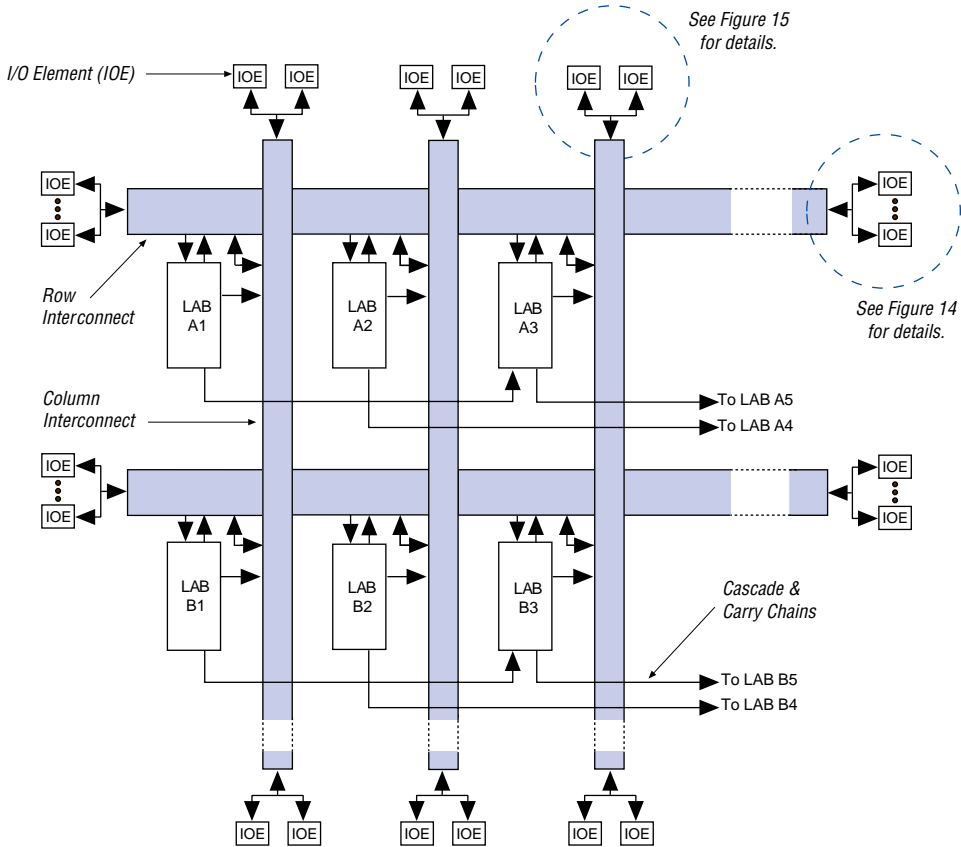 See Figure 15
for details.
I/O Element (IOE)
IOE IOE IOE IOE IOE IOE
IOE IOE
IOE IOE
Row
Interconnect
LAB
A1
LAB
A2
LAB
A3
See Figure 14
for details.
Column
Interconnect
To LAB A5
To LAB A4
IOE IOE
IOE IOE
LAB
B1
LAB
B2
LAB
B3
Cascade &
Carry Chains
To LAB B5
To LAB B4
IOE IOE IOE IOE IOE IOE